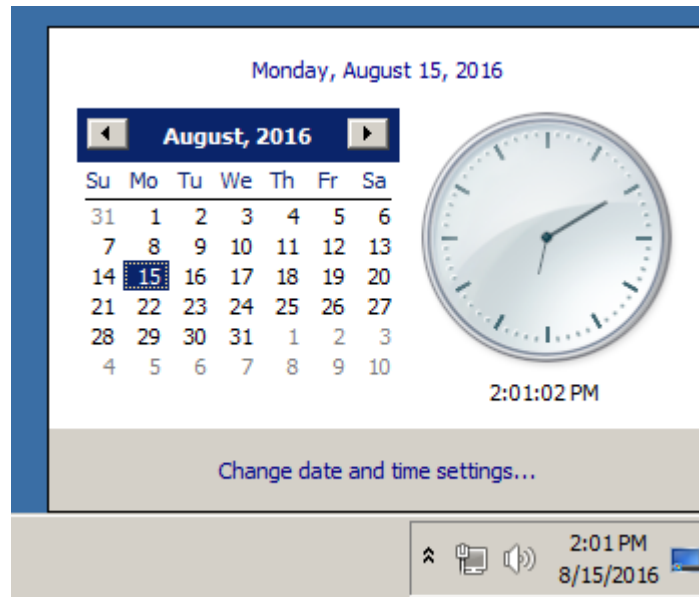 Monday, August 15, 2016
August, 2016
Su Mo Tu We Th Fr Sa
31 1 2 3 4 5 6
7 8 9 10 11 12 13
14 15 16 17 18 19 20
21 22 23 24 25 26 27
28 29 30 31 1 2 3
4 5 6 7 8 9 10
2:01:02 PM
Change date and time settings...
2:01 PM
8/15/2016